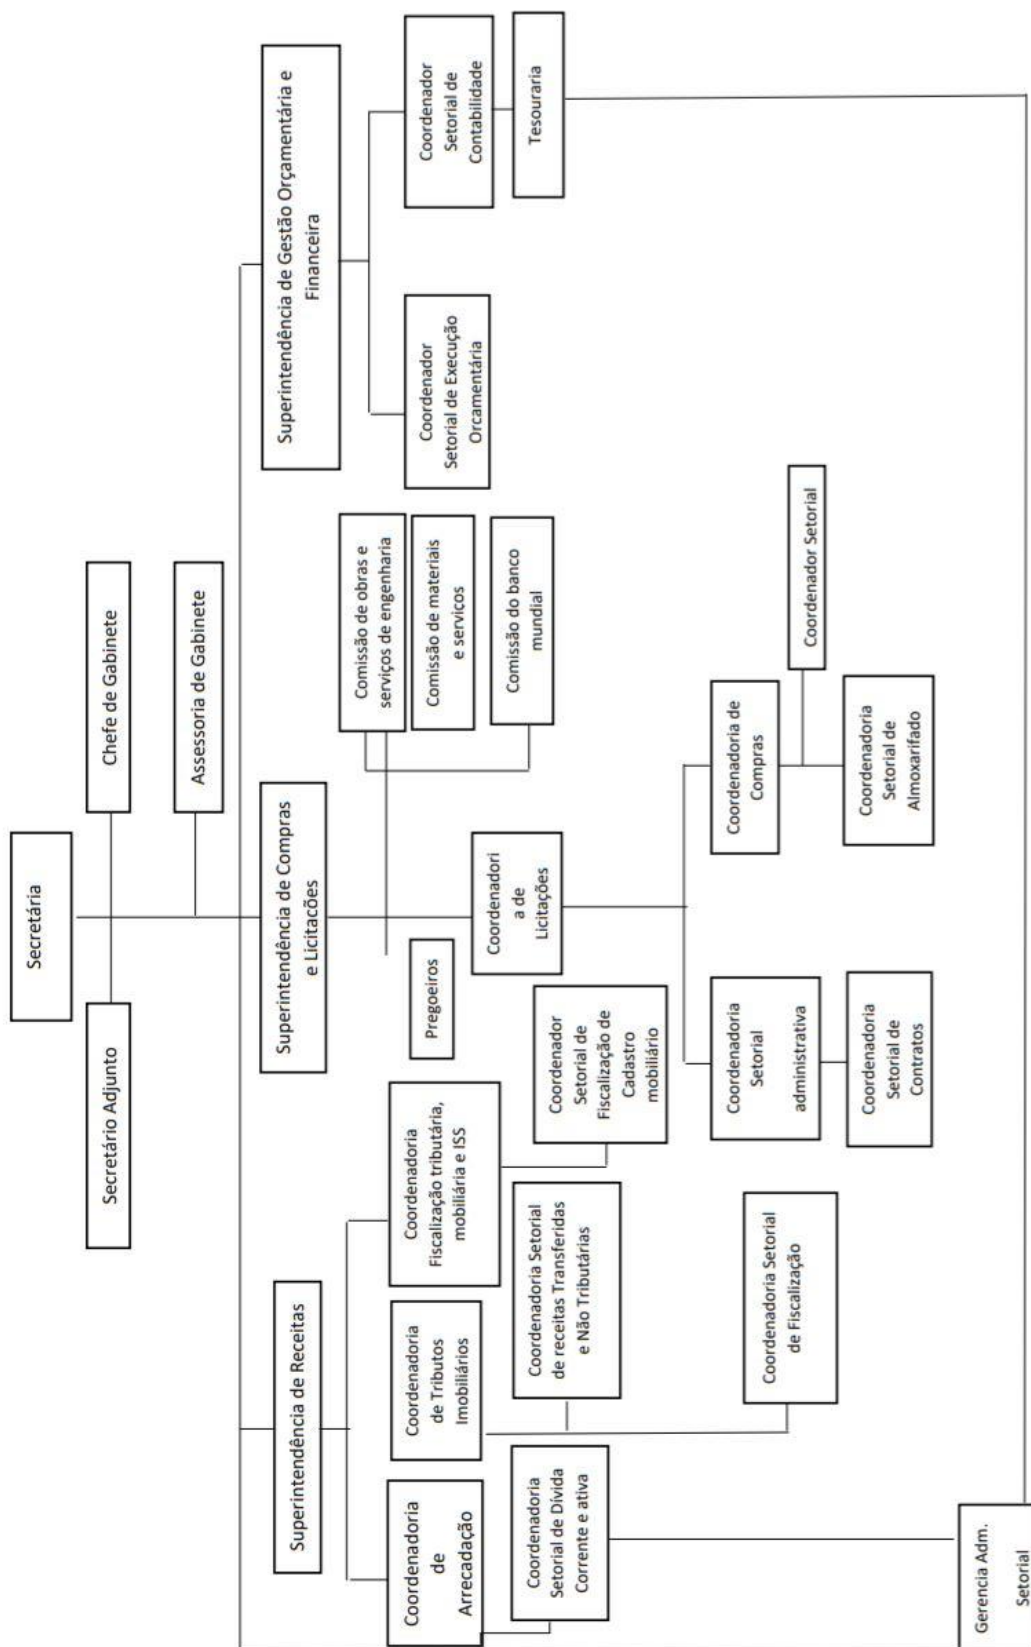 Secretária
Secretário Adjunto
Chefe de Gabinete
Assessoria de Gabinete
Superintendência de Receitas
Superintendência de Compras
e Licitacões
Superintendência de Gestão Orçamentária e
Financeira
Coordenadoria
de
Arrecadação
Coordenadoria
de Tributos
Imobiliários
Coordenadoria
Fiscalização tributária,
mobiliária e ISS
Pregoeiros
Comissão de obras e
serviços de engenharia
Comissão de materiais
e serviços
Comissão do banco
mundial
Coordenador
Setorial de Execução
Orcamentária
Coordenador
Setorial de
Contabilidade
Tesouraria
Coordenadoria
Setorial de Dívida
Corrente e ativa
Coordenadoria Setorial
de receitas Transferidas
e Não Tributárias
Coordenador
Setorial de
Fiscalização de
Cadastro
mobiliário
Coordenadori
a de
Licitações
Coordenadoria Setorial
de Fiscalização
Coordenadoria
Setorial
administrativa
Coordenadoria de
Compras
Coordenador Setorial
Coordenadoria
Setorial de
Contratos
Coordenadoria
Setorial de
Almoxarifado
Gerencia Adm.
Setorial